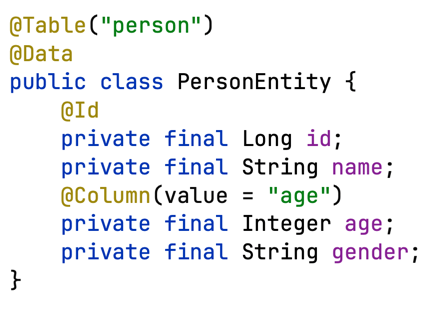 @Table("person")
@Data
public class PersonEntity {
    @Id
    private final Long id;
    private final String name;
    @Column(value = "age")
    private final Integer age;
    private final String gender;
}